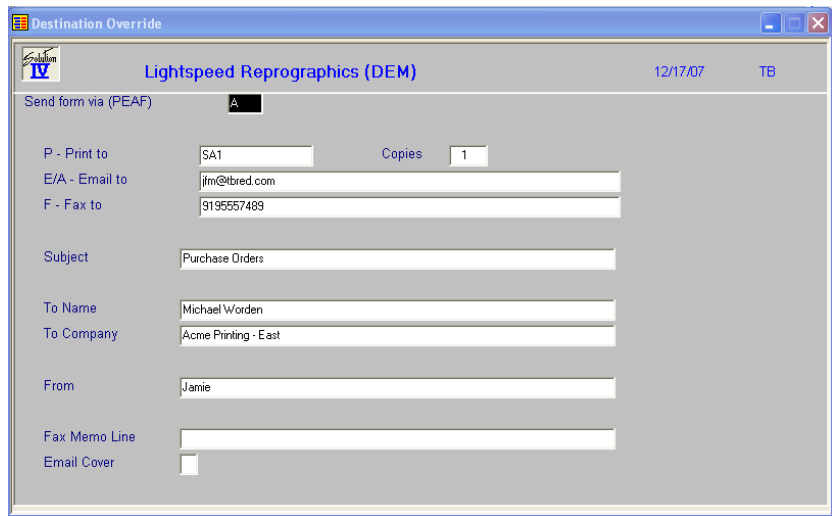 Destination Override
Solution IV
Lightspeed Reprographics (DEM) 12/17/07 TB
Send form via (PEAF) A
P - Print to SA1 Copies 1
E/A - Email to jfm@tbred.com
F - Fax to 9195557489
Subject Purchase Orders
To Name Michael Worden
To Company Acme Printing - East
From Jamie
Fax Memo Line
Email Cover